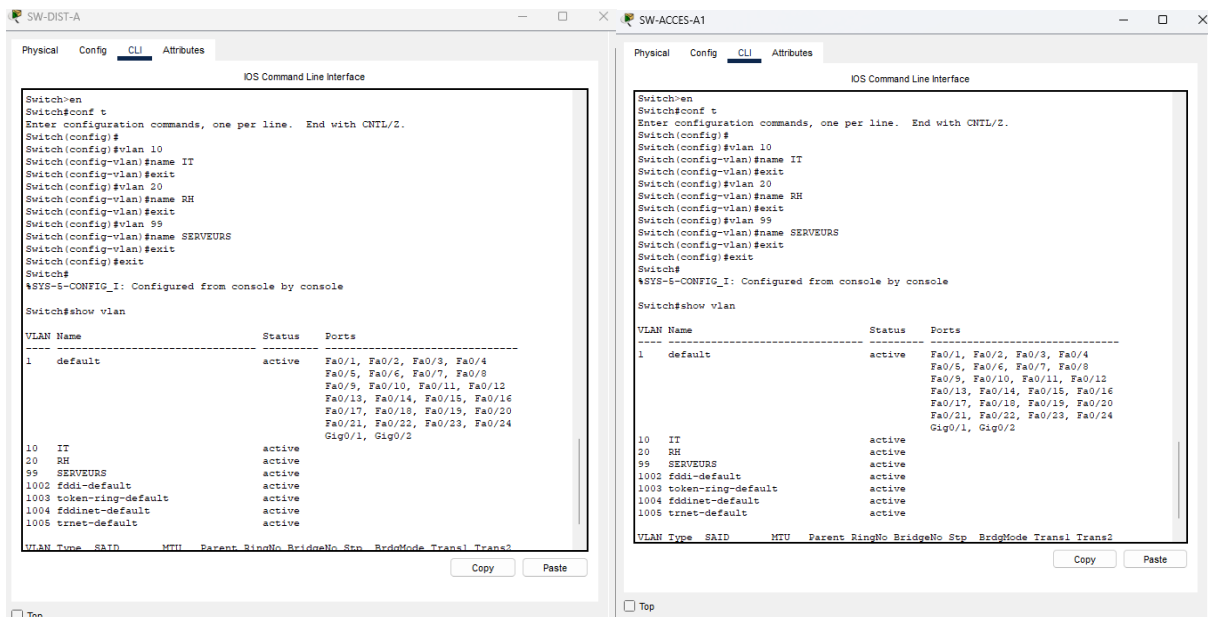 SW-DIST-A
Physical Config CLI Attributes
IOS Command Line Interface
Switch>en
Switch#conf t
Enter configuration commands, one per line. End with CNTL/Z.
Switch(config)#
Switch(config)#vlan 10
Switch(config-vlan)#name IT
Switch(config-vlan)#exit
Switch(config)#vlan 20
Switch(config-vlan)#name RH
Switch(config-vlan)#exit
Switch(config)#vlan 99
Switch(config-vlan)#name SERVEURS
Switch(config-vlan)#exit
Switch(config)#exit
Switch#
%SYS-5-CONFIG_I: Configured from console by console
Switch#show vlan
VLAN Name Status Ports
---- -------------------------------- --------- -------------------------------
1 default active Fa0/1, Fa0/2, Fa0/3, Fa0/4
Fa0/5, Fa0/6, Fa0/7, Fa0/8
Fa0/9, Fa0/10, Fa0/11, Fa0/12
Fa0/13, Fa0/14, Fa0/15, Fa0/16
Fa0/17, Fa0/18, Fa0/19, Fa0/20
Fa0/21, Fa0/22, Fa0/23, Fa0/24
Gig0/1, Gig0/2
10 IT active
20 RH active
99 SERVEURS active
1002 fddi-default active
1003 token-ring-default active
1004 fddinet-default active
1005 trnet-default active
VLAN Type SAID MTU Parent RingNo BridgeNo Stp BrdgMode Trans1 Trans2
Copy Paste
Top
SW-ACCES-A1
Physical Config CLI Attributes
IOS Command Line Interface
Switch>en
Switch#conf t
Enter configuration commands, one per line. End with CNTL/Z.
Switch(config)#
Switch(config)#vlan 10
Switch(config-vlan)#name IT
Switch(config-vlan)#exit
Switch(config)#vlan 20
Switch(config-vlan)#name RH
Switch(config-vlan)#exit
Switch(config)#vlan 99
Switch(config-vlan)#name SERVEURS
Switch(config-vlan)#exit
Switch(config)#exit
Switch#
%SYS-5-CONFIG_I: Configured from console by console
Switch#show vlan
VLAN Name Status Ports
---- -------------------------------- --------- -------------------------------
1 default active Fa0/1, Fa0/2, Fa0/3, Fa0/4
Fa0/5, Fa0/6, Fa0/7, Fa0/8
Fa0/9, Fa0/10, Fa0/11, Fa0/12
Fa0/13, Fa0/14, Fa0/15, Fa0/16
Fa0/17, Fa0/18, Fa0/19, Fa0/20
Fa0/21, Fa0/22, Fa0/23, Fa0/24
Gig0/1, Gig0/2
10 IT active
20 RH active
99 SERVEURS active
1002 fddi-default active
1003 token-ring-default active
1004 fddinet-default active
1005 trnet-default active
VLAN Type SAID MTU Parent RingNo BridgeNo Stp BrdgMode Trans1 Trans2
Copy Paste
Top